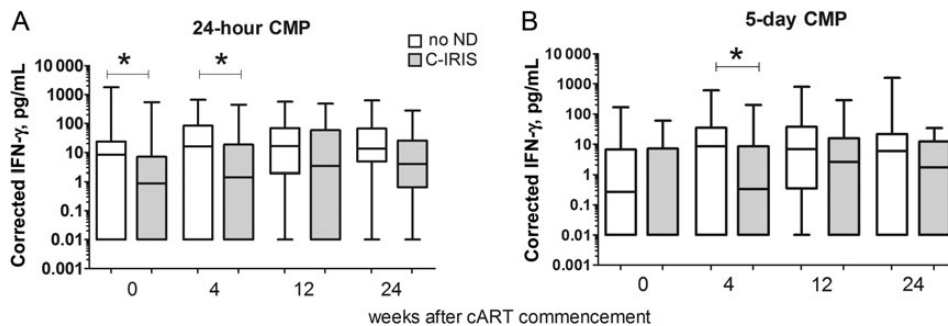 A
24-hour CMP
no ND
C-IRIS
*
*
Corrected IFN-γ, pg/mL
10 000
1000
100
10
1
0.1
0.01
0.001
0 4 12 24
B
5-day CMP
*
Corrected IFN-γ, pg/mL
10 000
1000
100
10
1
0.1
0.01
0.001
0 4 12 24
weeks after cART commencement